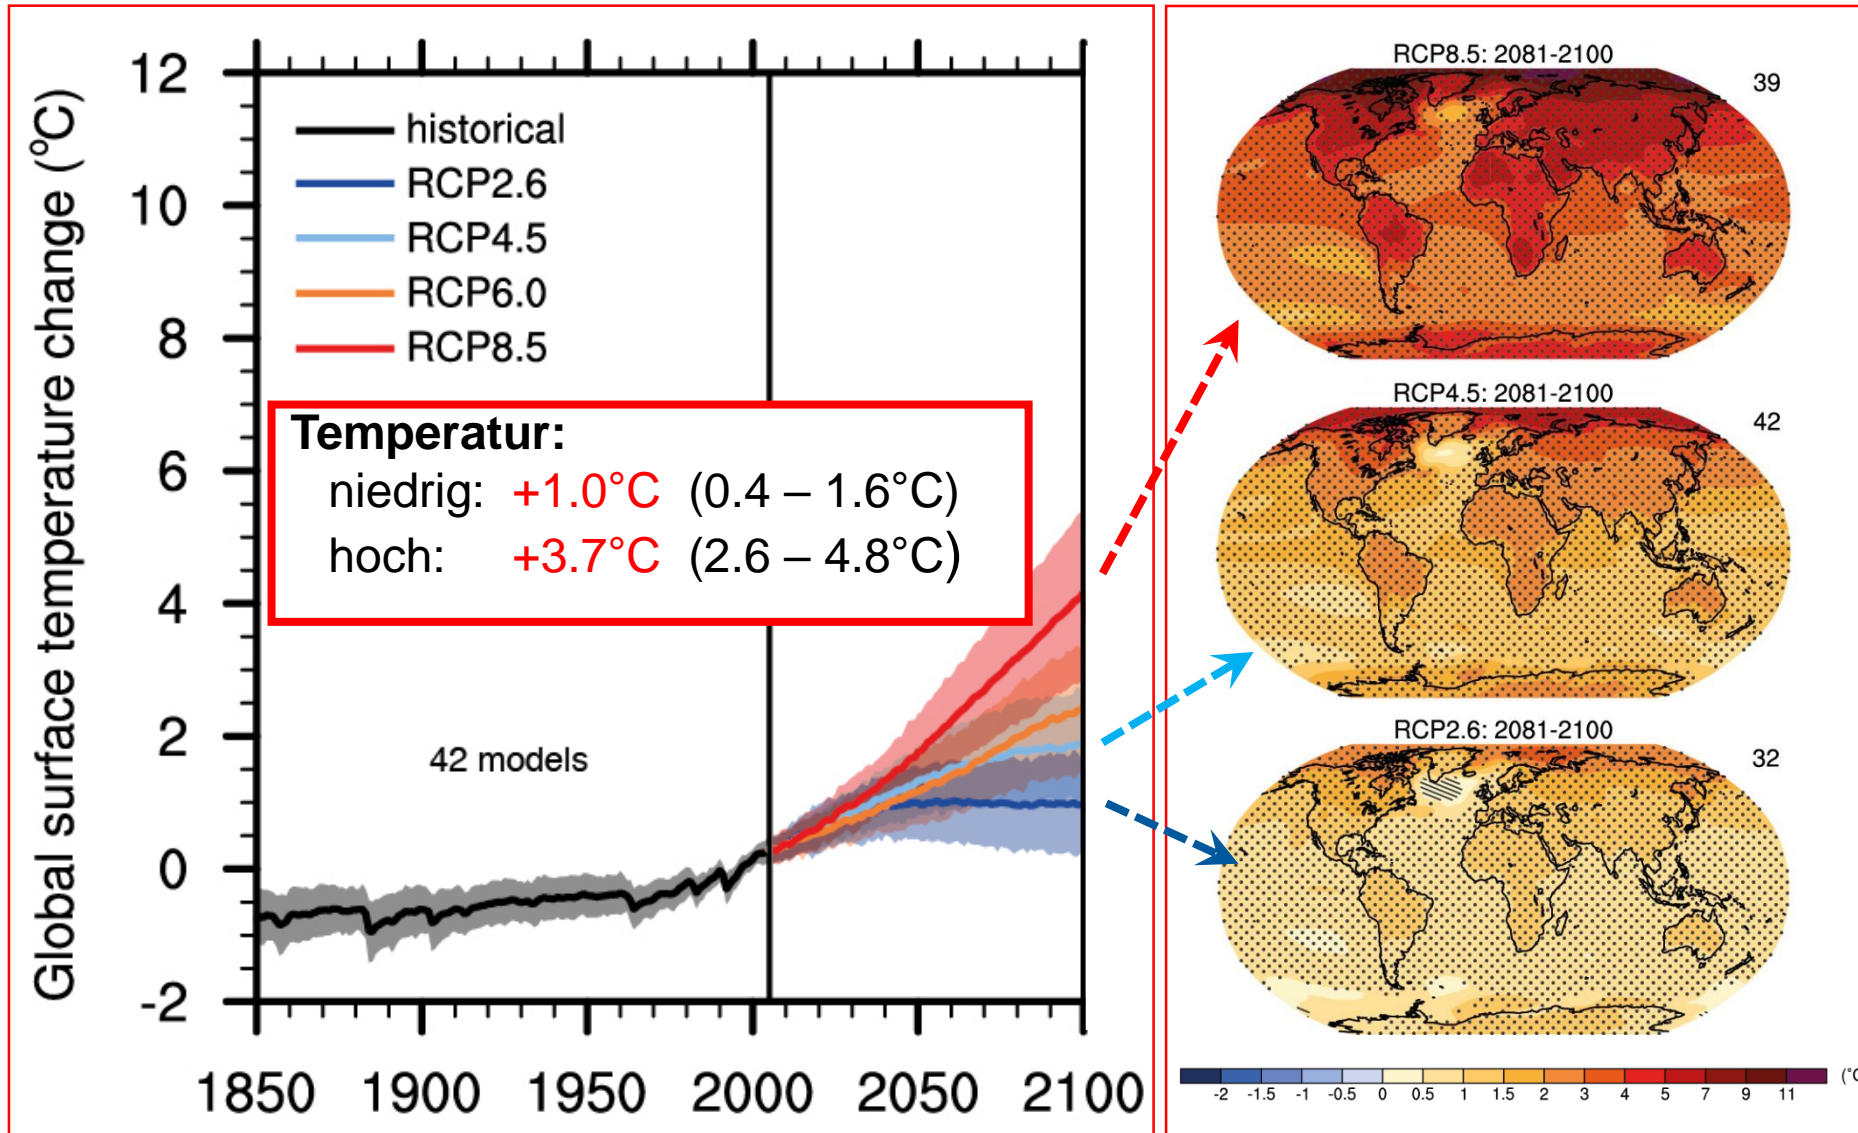 Global surface temperature change (°C)
12
10
8
6
4
2
0
-2
historical
RCP2.6
RCP4.5
RCP6.0
RCP8.5
Temperatur:
niedrig: +1.0°C (0.4 – 1.6°C)
hoch: +3.7°C (2.6 – 4.8°C)
42 models
1850 1900 1950 2000 2050 2100
RCP8.5: 2081-2100
39
RCP4.5: 2081-2100
42
RCP2.6: 2081-2100
32
-2 -1.5 -1 -0.5 0 0.5 1 1.5 2 3 4 5 7 9 11 (°C